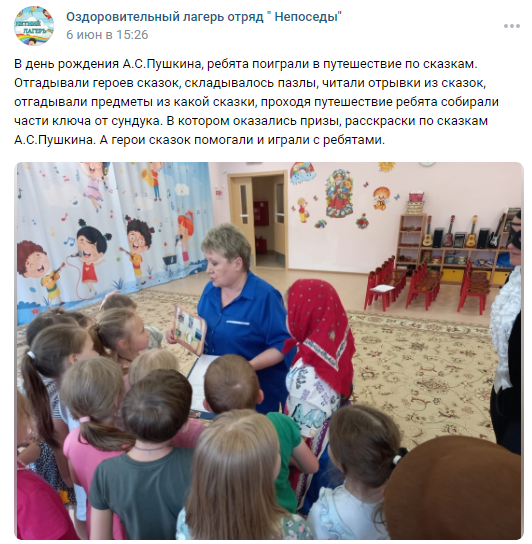 Оздоровительный лагерь отряд " Непоседы"
6 июн в 15:26
В день рождения А.С.Пушкина, ребята поиграли в путешествие по сказкам.
Отгадывали героев сказок, складывалось пазлы, читали отрывки из сказок,
отгадывали предметы из какой сказки, проходя путешествие ребята собирали
части ключа от сундука. В котором оказались призы, расскраски по сказкам
А.С.Пушкина. А герои сказок помогали и играли с ребятами.